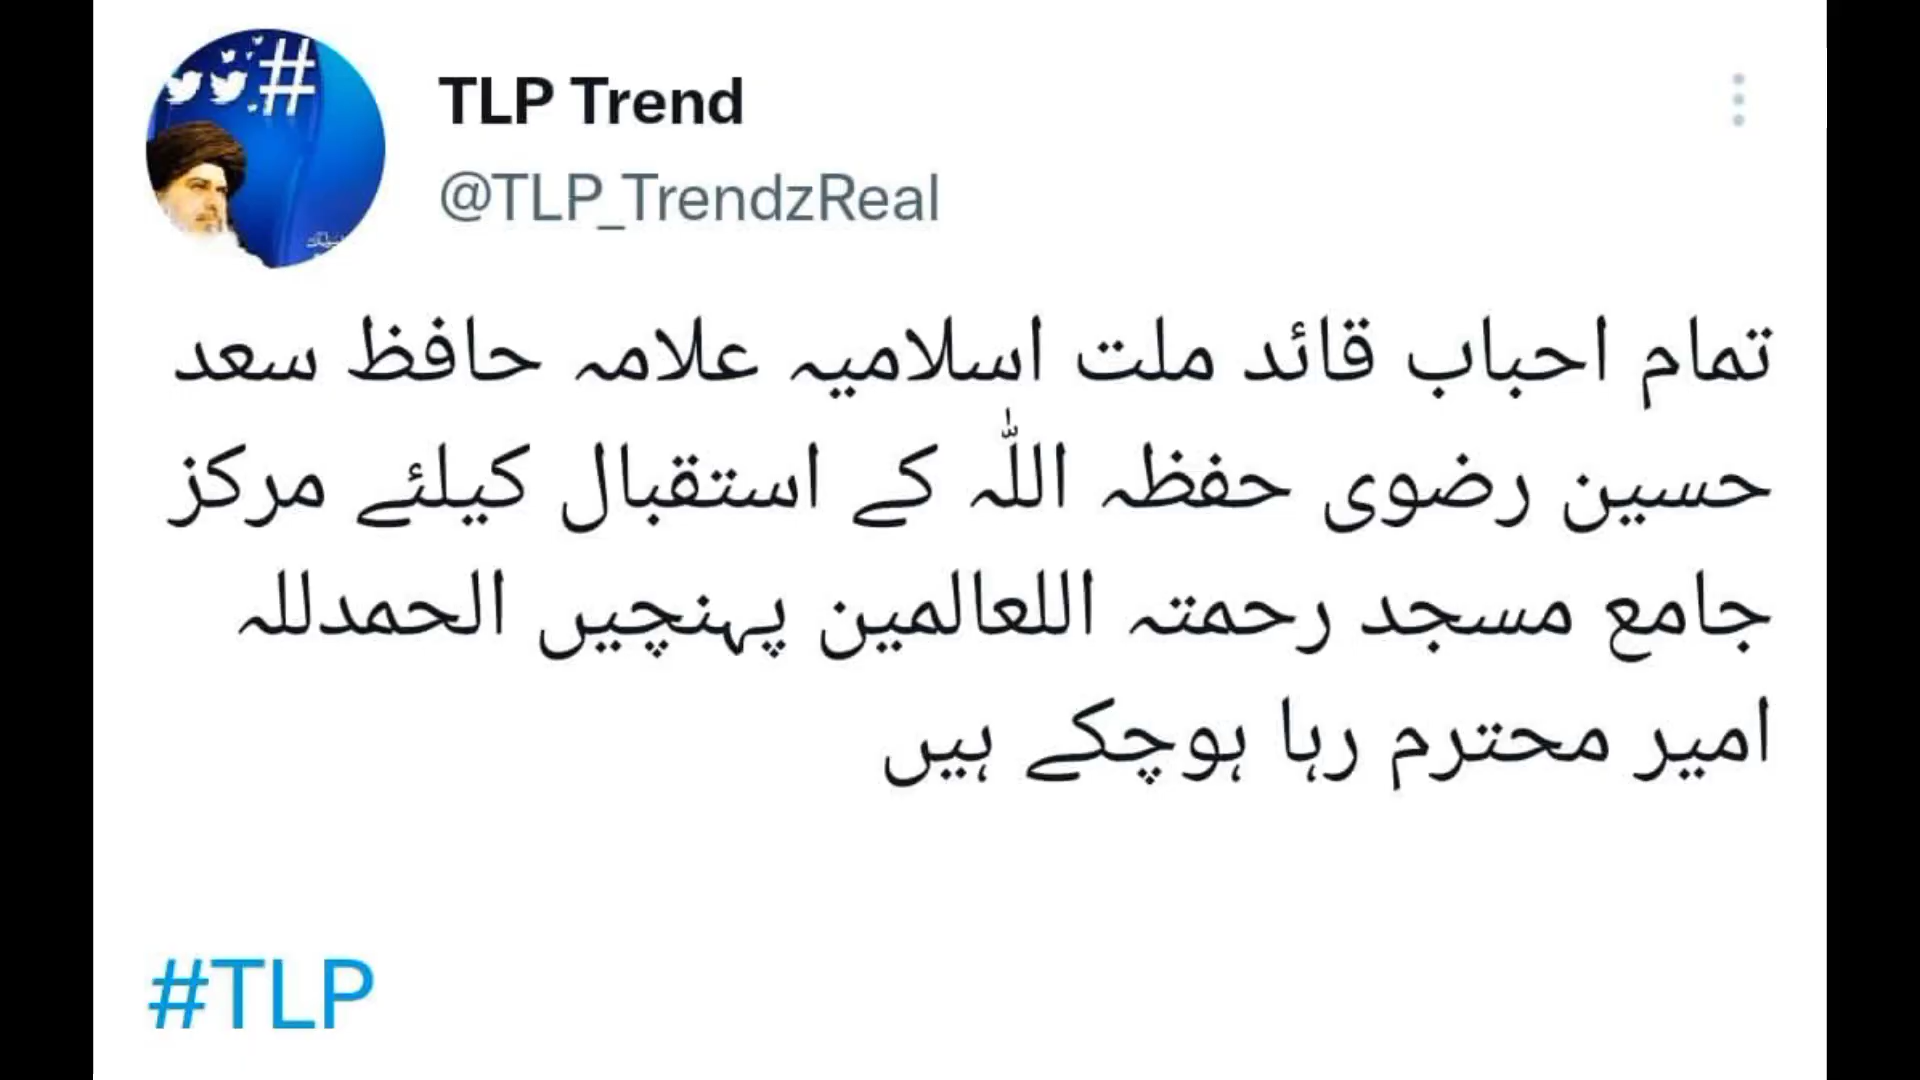 TLP Trend
@TLP_TrendzReal
تمام احباب قائد ملت اسلامیہ علامہ حافظ سعد
حسین رضوی حفظہ اللّٰہ کے استقبال کیلئے مرکز
جامع مسجد رحمتہ اللعالمین پہنچیں الحمدللہ
امیر محترم رہا ہوچکے ہیں
#TLP